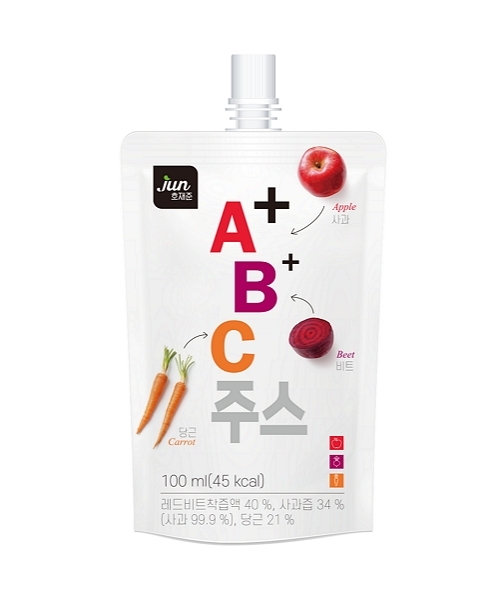 jun
호재준
A+
Apple
사과
B+
Beet
비트
C
당근
Carrot
주스
100 ml(45 kcal)
레드비트착즙액 40 %, 사과즙 34 %
(사과 99.9 %), 당근 21 %